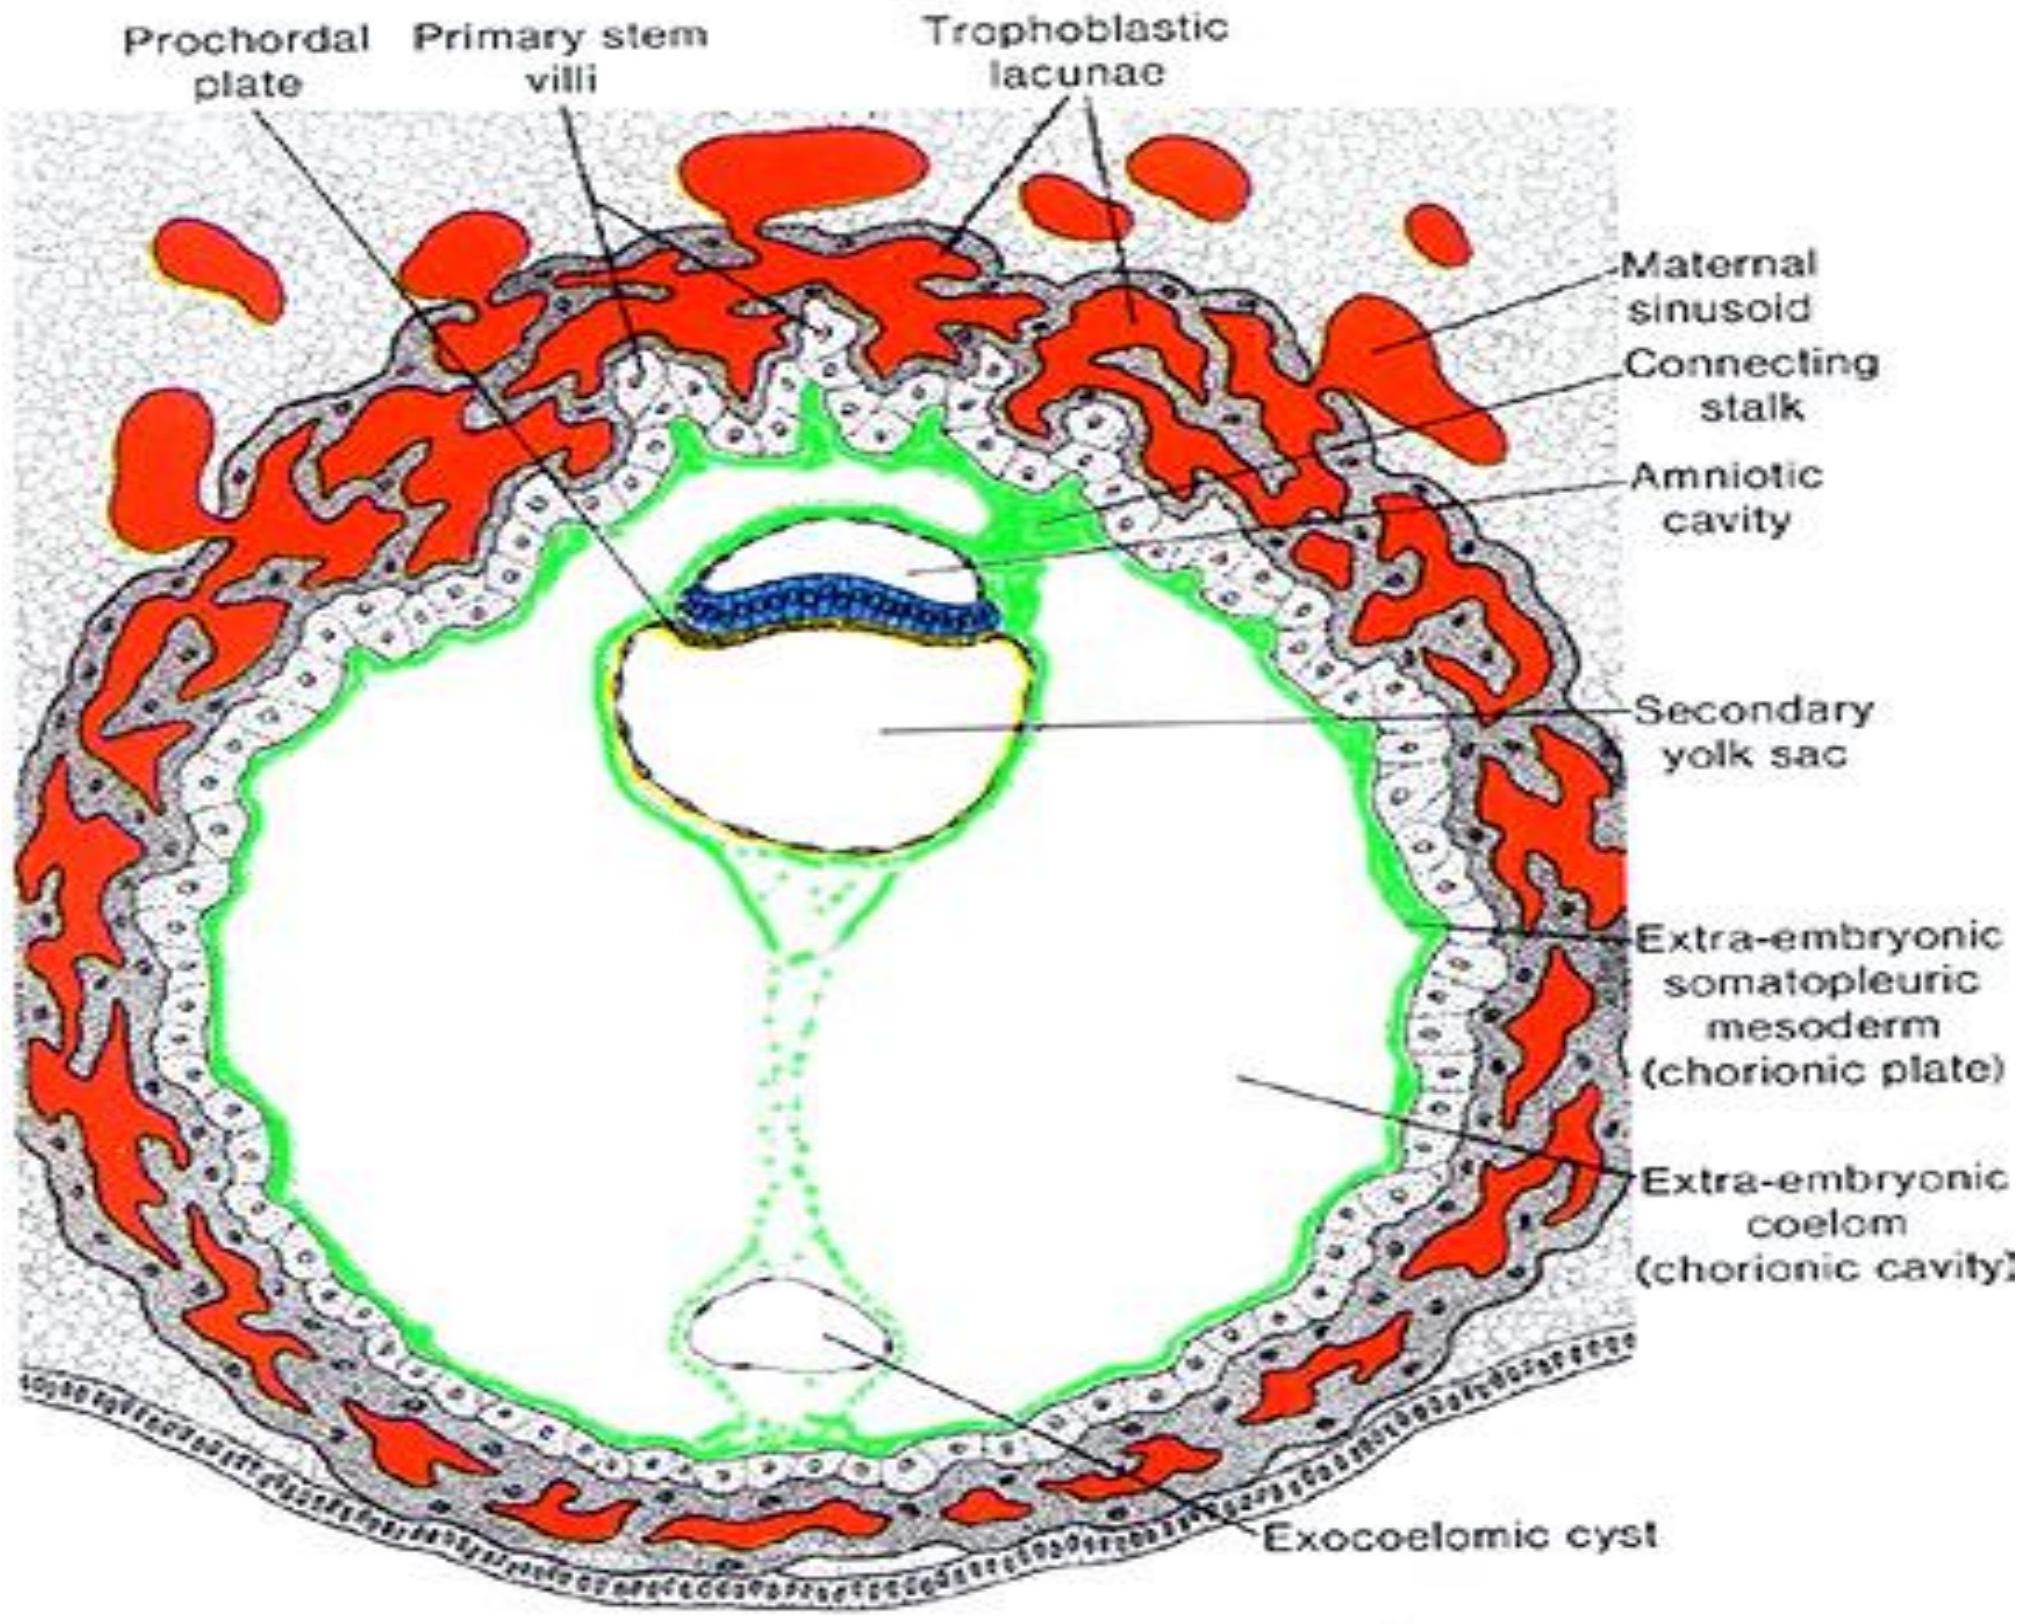 Prochordal
plate
Primary stem
villi
Trophoblastic
lacunae
Maternal
sinusoid
Connecting
stalk
Amniotic
cavity
Secondary
yolk sac
Extra-embryonic
somatopleuric
mesoderm
(chorionic plate)
Extra-embryonic
coelom
(chorionic cavity)
Exocoelomic cyst